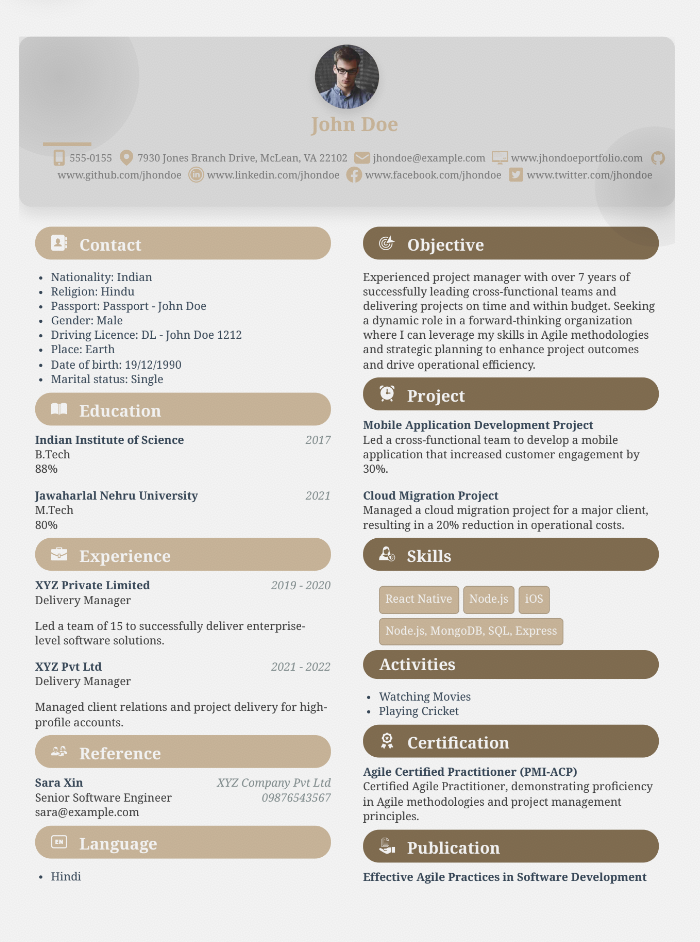 John Doe
555-0155 7930 Jones Branch Drive, McLean, VA 22102 jhondoe@example.com www.jhondoeportfolio.com
www.github.com/jhondoe www.linkedin.com/jhondoe www.facebook.com/jhondoe www.twitter.com/jhondoe
Contact
• Nationality: Indian
• Religion: Hindu
• Passport: Passport - John Doe
• Gender: Male
• Driving Licence: DL - John Doe 1212
• Place: Earth
• Date of birth: 19/12/1990
• Marital status: Single
Education
Indian Institute of Science 2017
B.Tech
88%
Jawaharlal Nehru University 2021
M.Tech
80%
Experience
XYZ Private Limited 2019 - 2020
Delivery Manager
Led a team of 15 to successfully deliver enterprise-
level software solutions.
XYZ Pvt Ltd 2021 - 2022
Delivery Manager
Managed client relations and project delivery for high-
profile accounts.
Reference
Sara Xin XYZ Company Pvt Ltd
Senior Software Engineer 09876543567
sara@example.com
Language
• Hindi
Objective
Experienced project manager with over 7 years of
successfully leading cross-functional teams and
delivering projects on time and within budget. Seeking
a dynamic role in a forward-thinking organization
where I can leverage my skills in Agile methodologies
and strategic planning to enhance project outcomes
and drive operational efficiency.
Project
Mobile Application Development Project
Led a cross-functional team to develop a mobile
application that increased customer engagement by
30%.
Cloud Migration Project
Managed a cloud migration project for a major client,
resulting in a 20% reduction in operational costs.
Skills
React Native Node.js iOS
Node.js, MongoDB, SQL, Express
Activities
• Watching Movies
• Playing Cricket
Certification
Agile Certified Practitioner (PMI-ACP)
Certified Agile Practitioner, demonstrating proficiency
in Agile methodologies and project management
principles.
Publication
Effective Agile Practices in Software Development